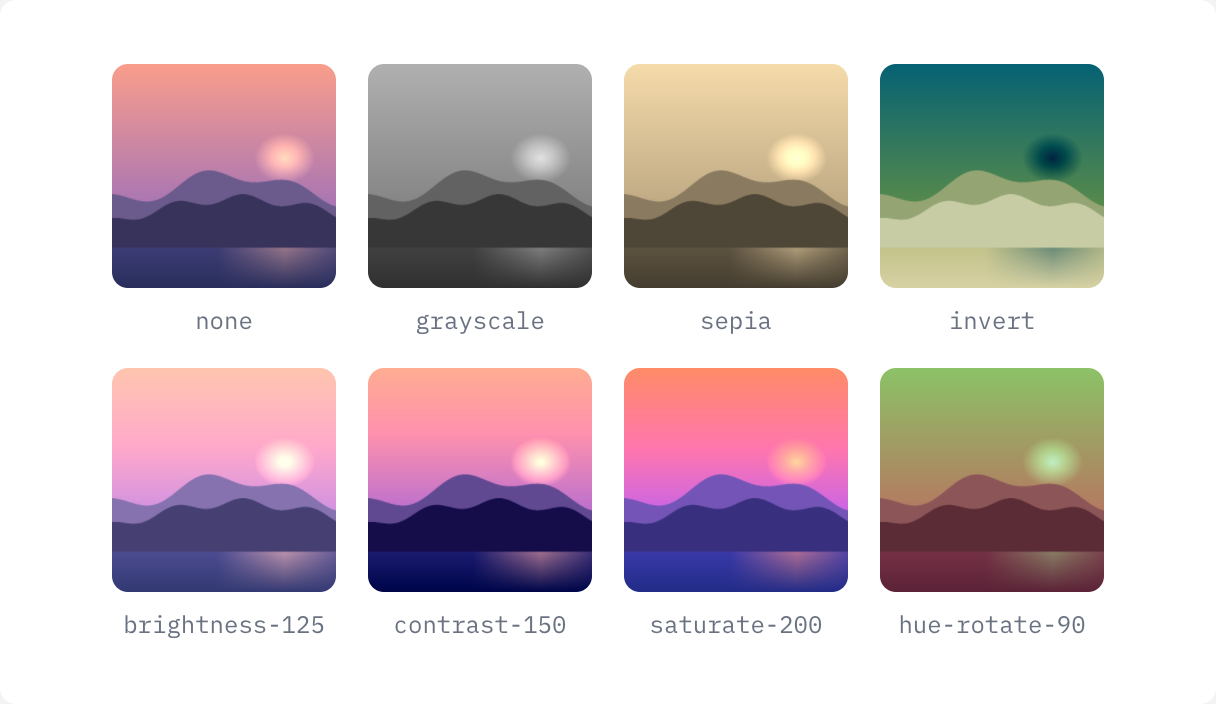 none
grayscale
sepia
invert
brightness-125
contrast-150
saturate-200
hue-rotate-90